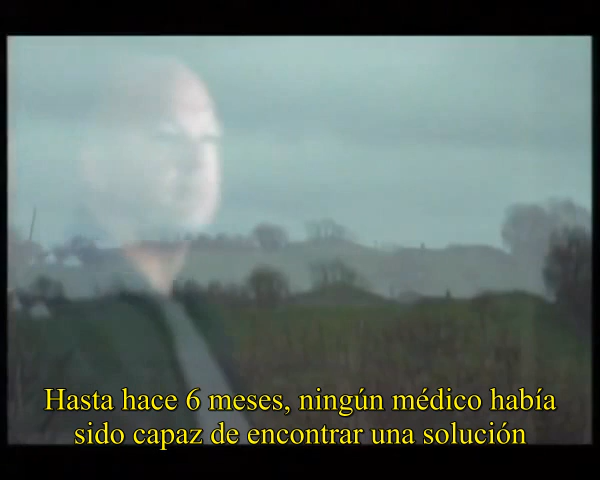 Hasta hace 6 meses, ningún médico había
sido capaz de encontrar una solución